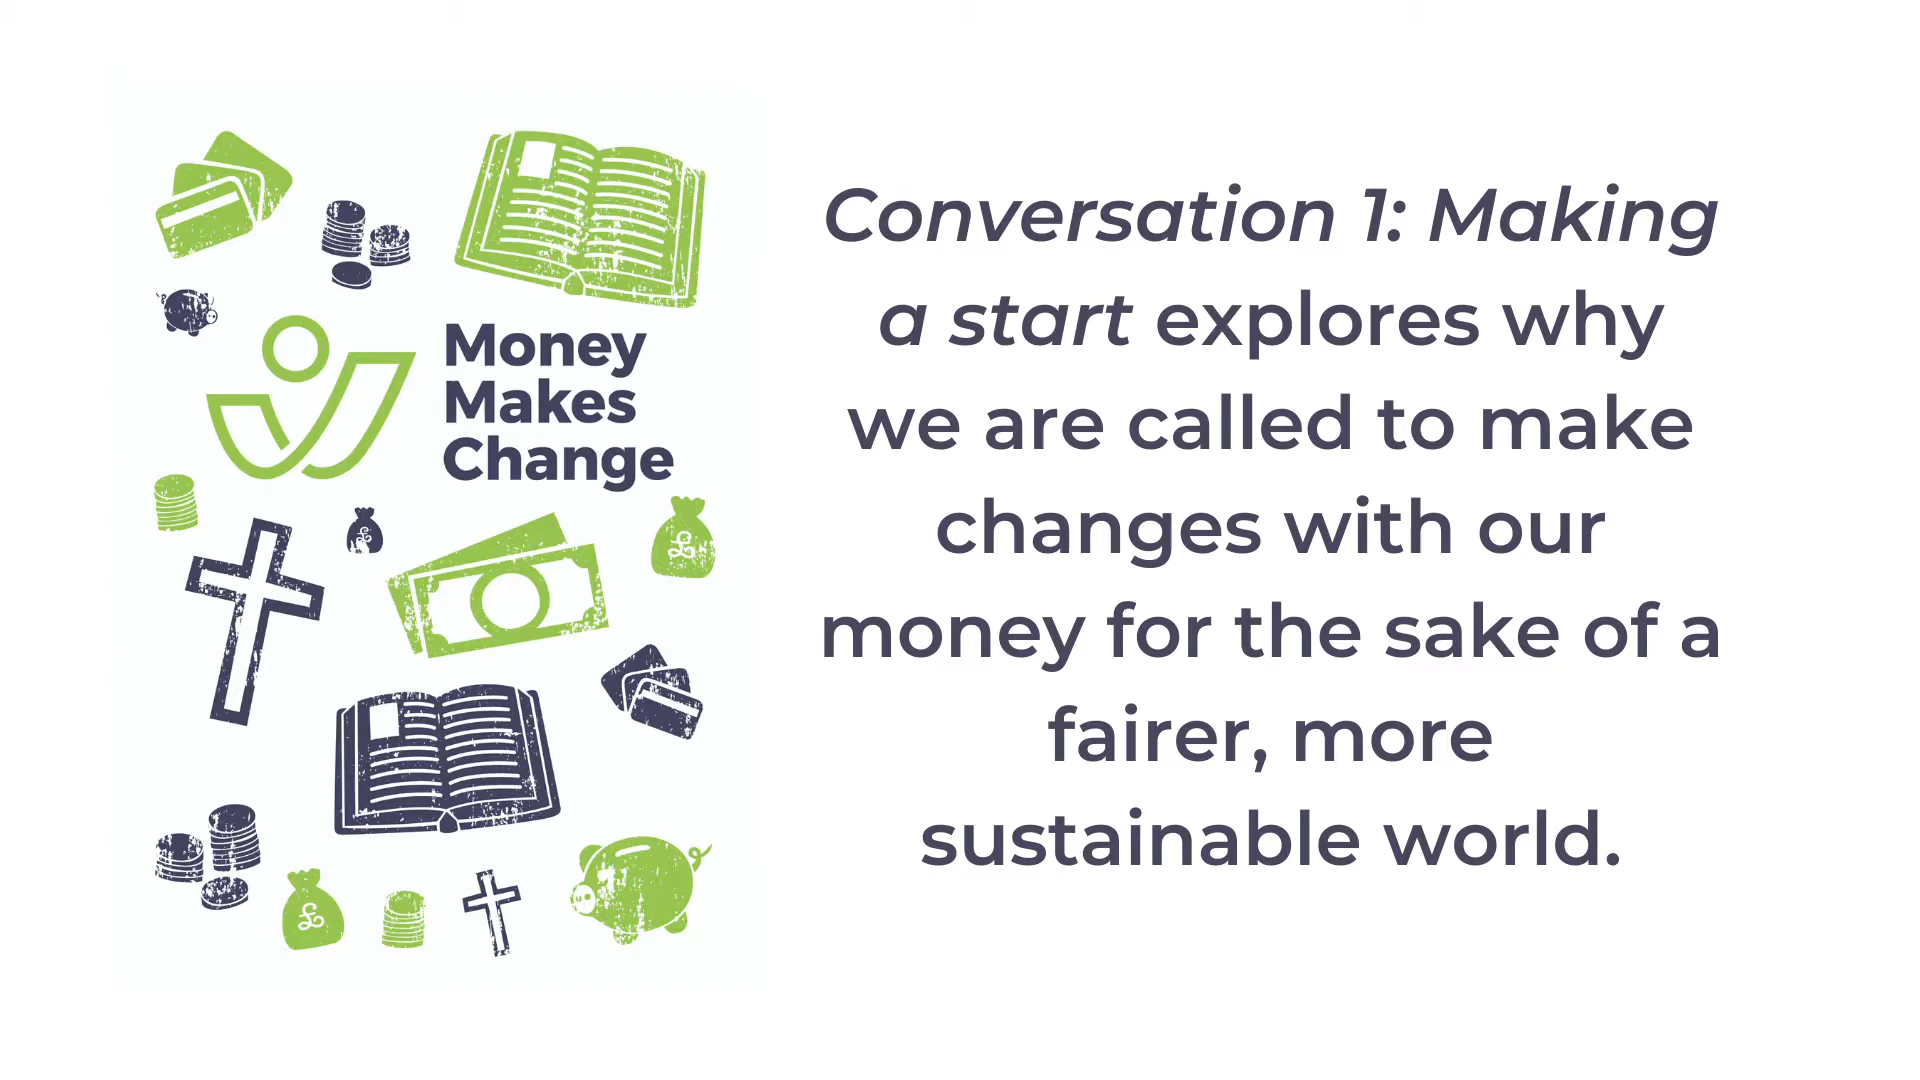 Money
Makes
Change
£
£
£
Conversation 1: Making
a start explores why
we are called to make
changes with our
money for the sake of a
fairer, more
sustainable world.